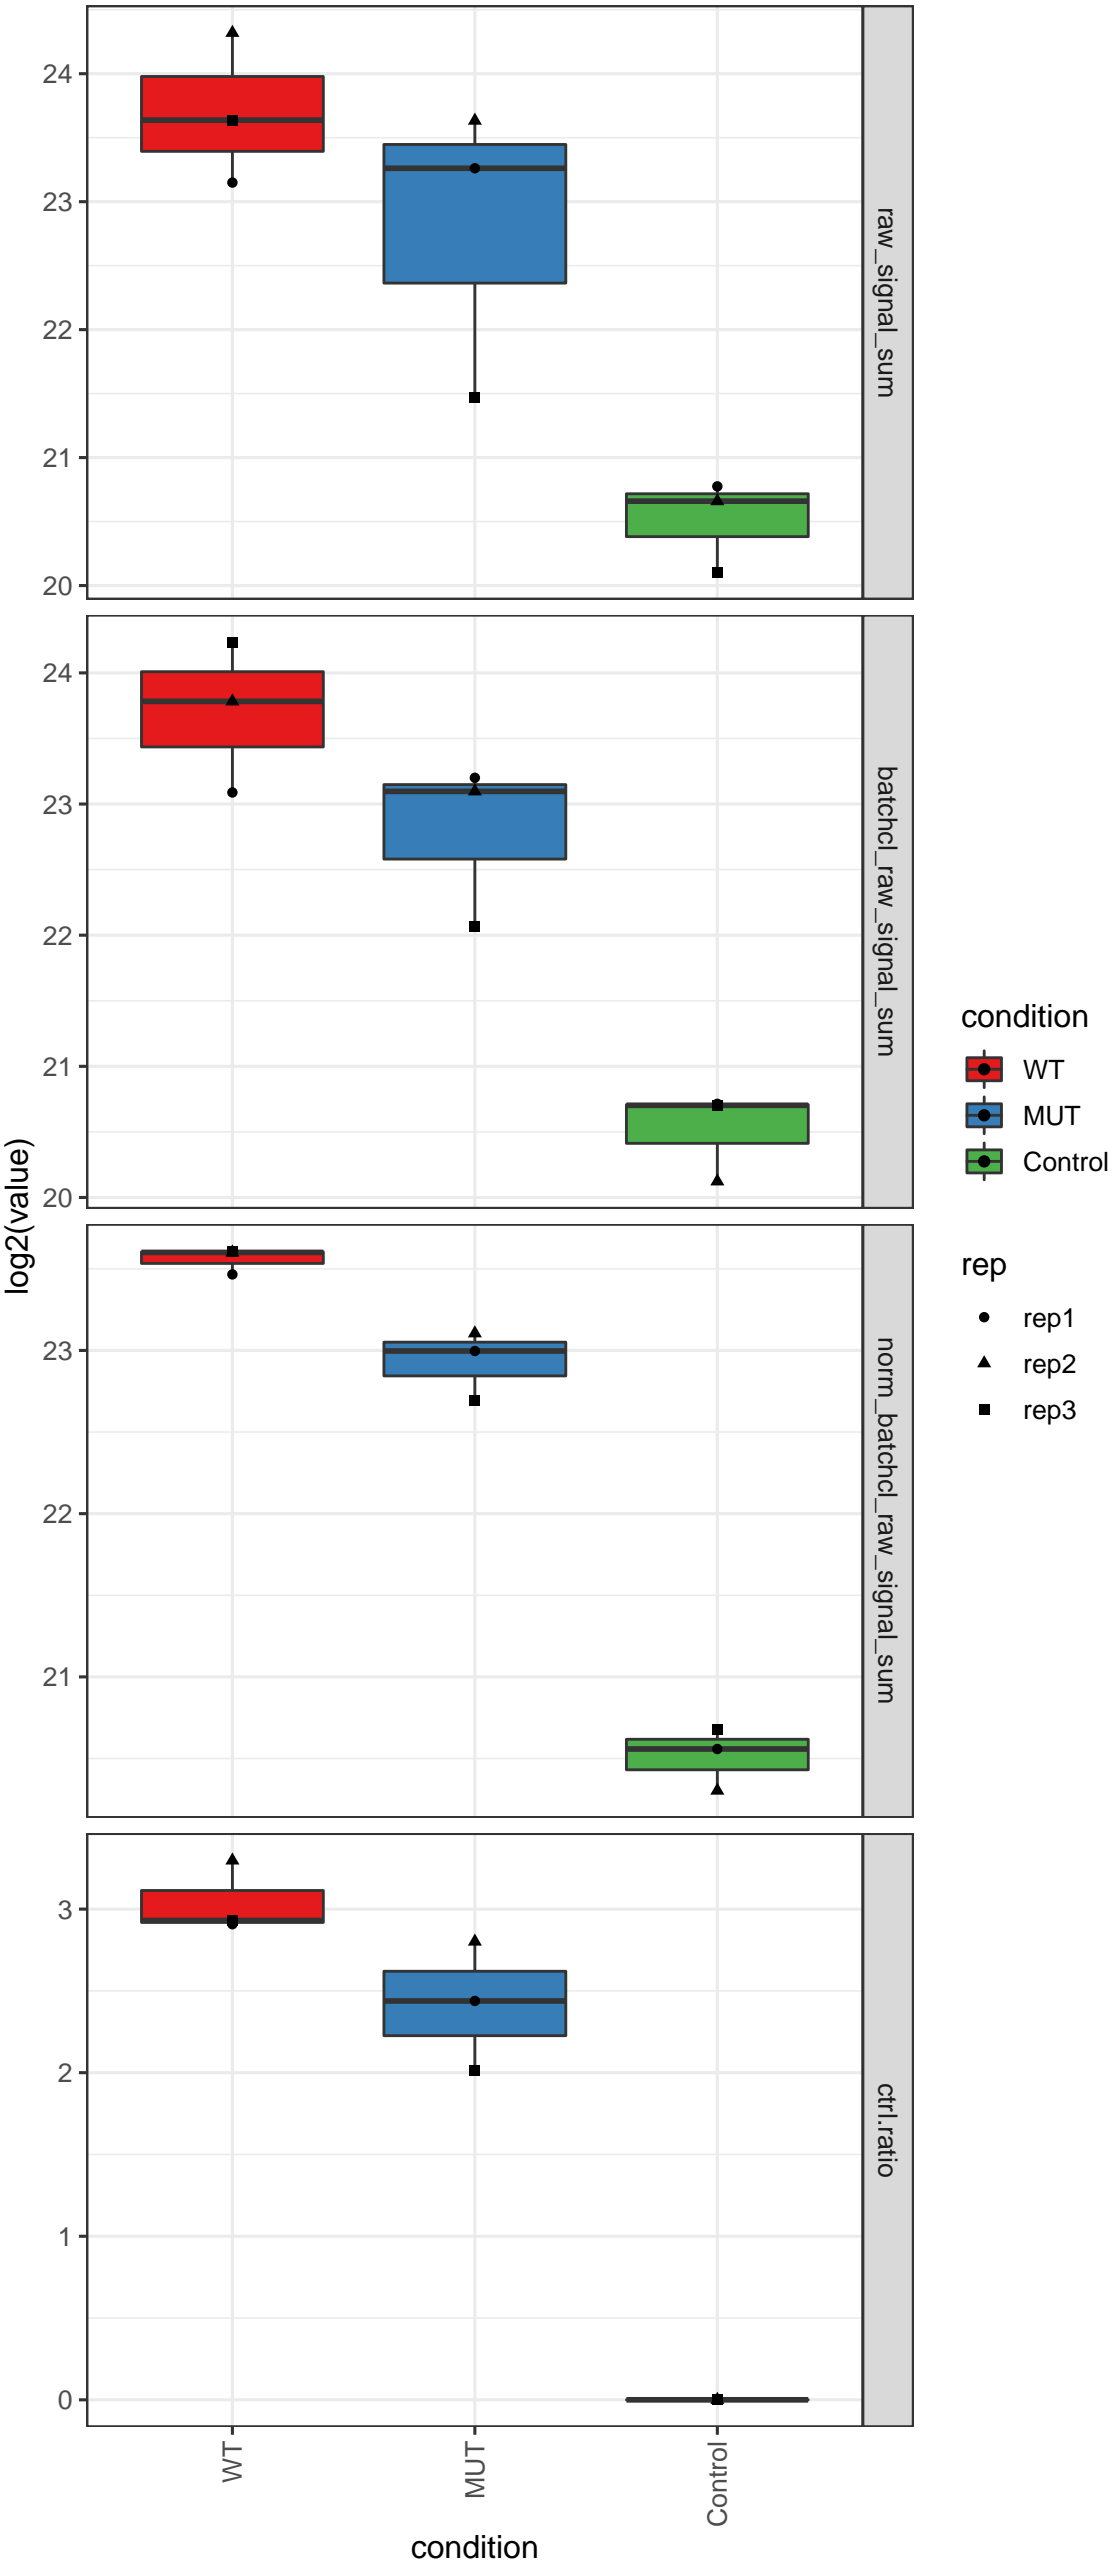 log2(value)
24
23
22
21
20
raw_signal_sum
24
23
22
21
20
batchcl_raw_signal_sum
23
22
21
norm_batchcl_raw_signal_sum
3
2
1
0
ctrl.ratio
WT
MUT
Control
condition
condition
WT
MUT
Control
rep
rep1
rep2
rep3